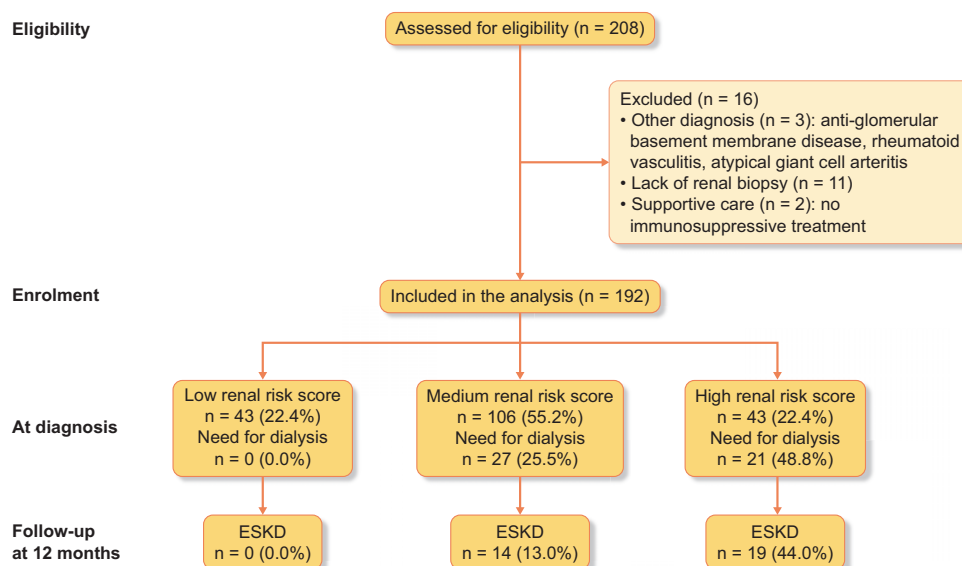 Eligibility
Assessed for eligibility (n = 208)
Excluded (n = 16)
• Other diagnosis (n = 3): anti-glomerular
basement membrane disease, rheumatoid
vasculitis, atypical giant cell arteritis
• Lack of renal biopsy (n = 11)
• Supportive care (n = 2): no
immunosuppressive treatment
Enrolment
Included in the analysis (n = 192)
At diagnosis
Low renal risk score
n = 43 (22.4%)
Need for dialysis
n = 0 (0.0%)
Medium renal risk score
n = 106 (55.2%)
Need for dialysis
n = 27 (25.5%)
High renal risk score
n = 43 (22.4%)
Need for dialysis
n = 21 (48.8%)
Follow-up
at 12 months
ESKD
n = 0 (0.0%)
ESKD
n = 14 (13.0%)
ESKD
n = 19 (44.0%)